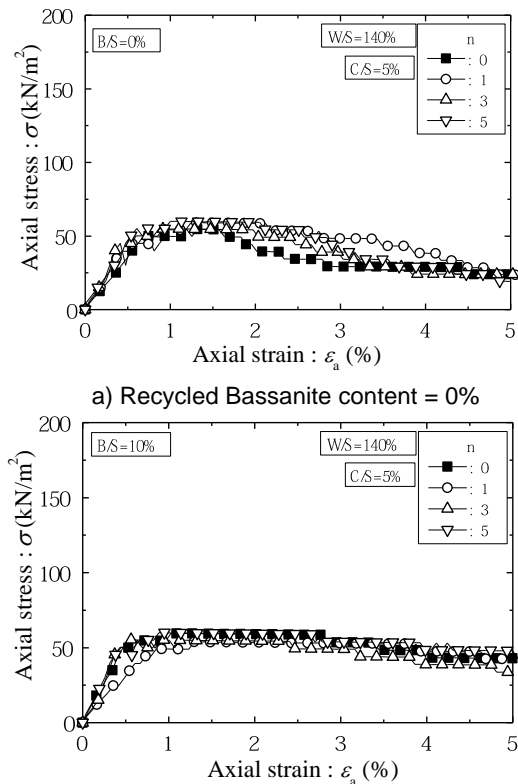 200
B/S=0%
W/S=140%
n
C/S=5%
: 0
: 1
: 3
: 5
150
100
50
0
Axial stress : σ (kN/m²)
0 1 2 3 4 5
Axial strain : εa (%)
a) Recycled Bassanite content = 0%
200
B/S=10%
W/S=140%
n
C/S=5%
: 0
: 1
: 3
: 5
150
100
50
0
Axial stress : σ (kN/m²)
0 1 2 3 4 5
Axial strain : εa (%)